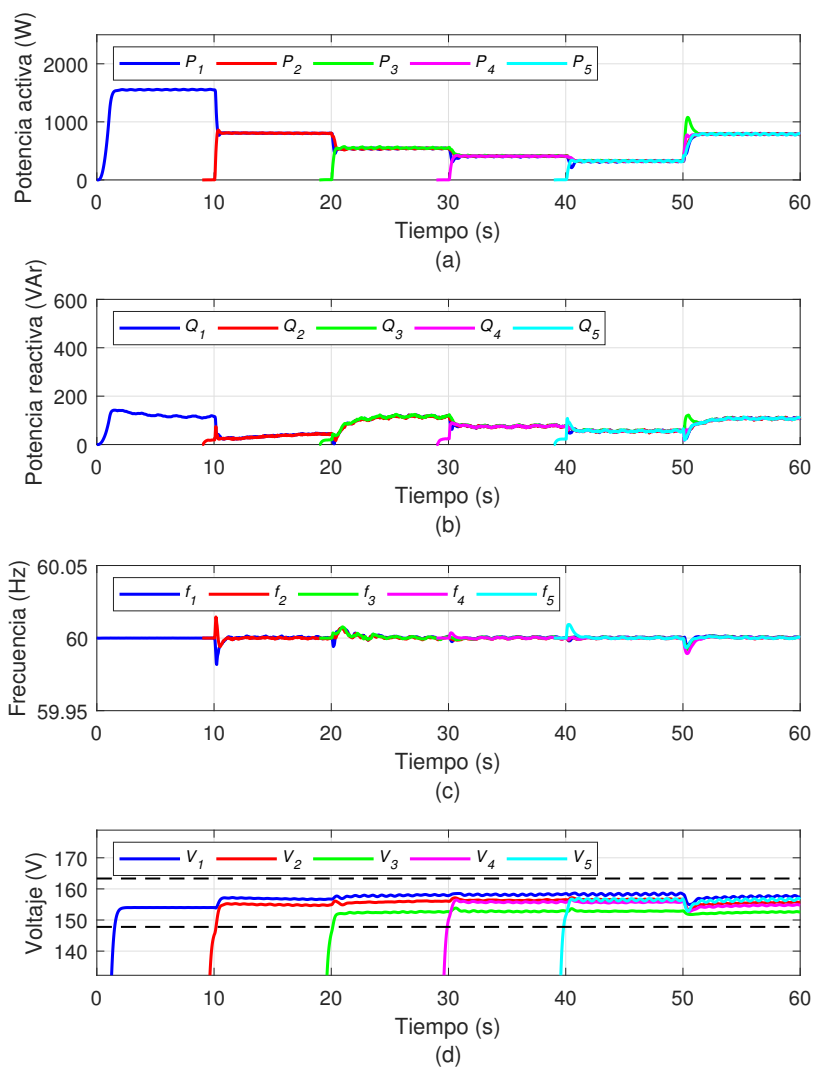 Potencia activa (W)
2000
1000
0
P1 P2 P3 P4 P5
0 10 20 30 40 50 60
Tiempo (s)
(a)
Potencia reactiva (VAr)
600
400
200
0
Q1 Q2 Q3 Q4 Q5
0 10 20 30 40 50 60
Tiempo (s)
(b)
Frecuencia (Hz)
60.05
60
59.95
f1 f2 f3 f4 f5
0 10 20 30 40 50 60
Tiempo (s)
(c)
Voltaje (V)
170
160
150
140
V1 V2 V3 V4 V5
0 10 20 30 40 50 60
Tiempo (s)
(d)